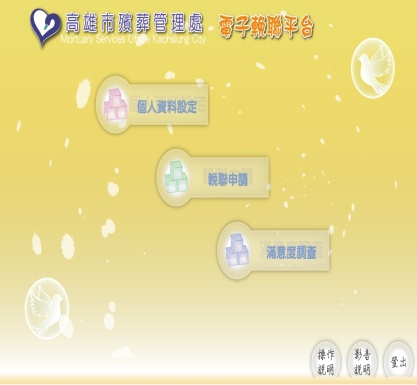 高雄市殯葬管理處 電子輓聯平台
Mortuary Services Office Kaohsiung City
個人資料設定
輓聯申請
滿意度調查
操作說明
影音說明
登出